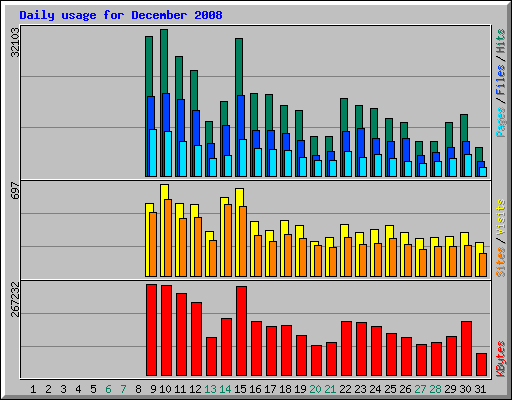 Daily usage for December 2008
32103
Pages / Files / Hits
697
Sites / Visits
267232
KBytes
1 2 3 4 5 6 7 8 9 10 11 12 13 14 15 16 17 18 19 20 21 22 23 24 25 26 27 28 29 30 31